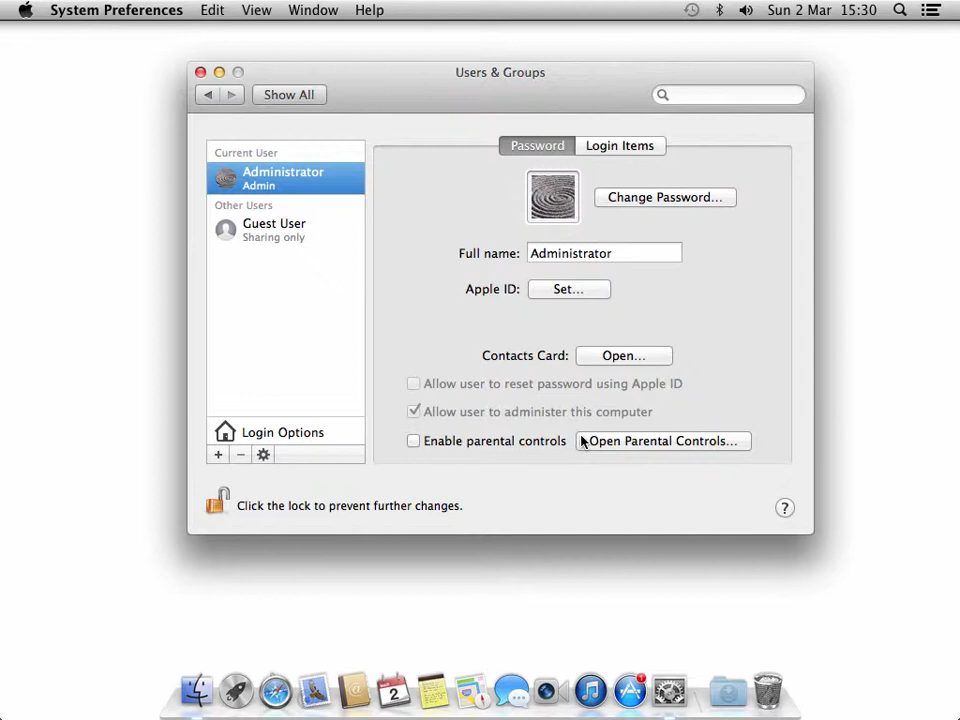 System Preferences Edit View Window Help Sun 2 Mar 15:30
Users & Groups
Show All
Password Login Items
Current User
Administrator
Admin
Other Users
Guest User
Sharing only
Login Options
+ −
Change Password...
Full name: Administrator
Apple ID: Set...
Contacts Card: Open...
Allow user to reset password using Apple ID
Allow user to administer this computer
Enable parental controls Open Parental Controls...
Click the lock to prevent further changes.
?
2